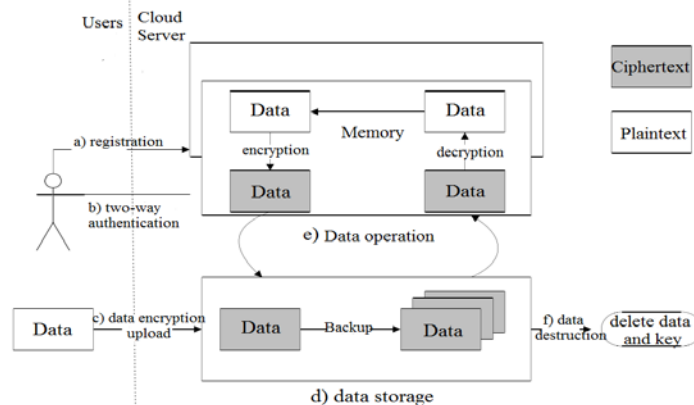 Users
Cloud
Server
Ciphertext
Plaintext
Data
Data
Memory
a) registration
encryption
decryption
Data
Data
b) two-way
authentication
e) Data operation
Data
c) data encryption
upload
Data
Backup
Data
f) data
destruction
delete data
and key
d) data storage